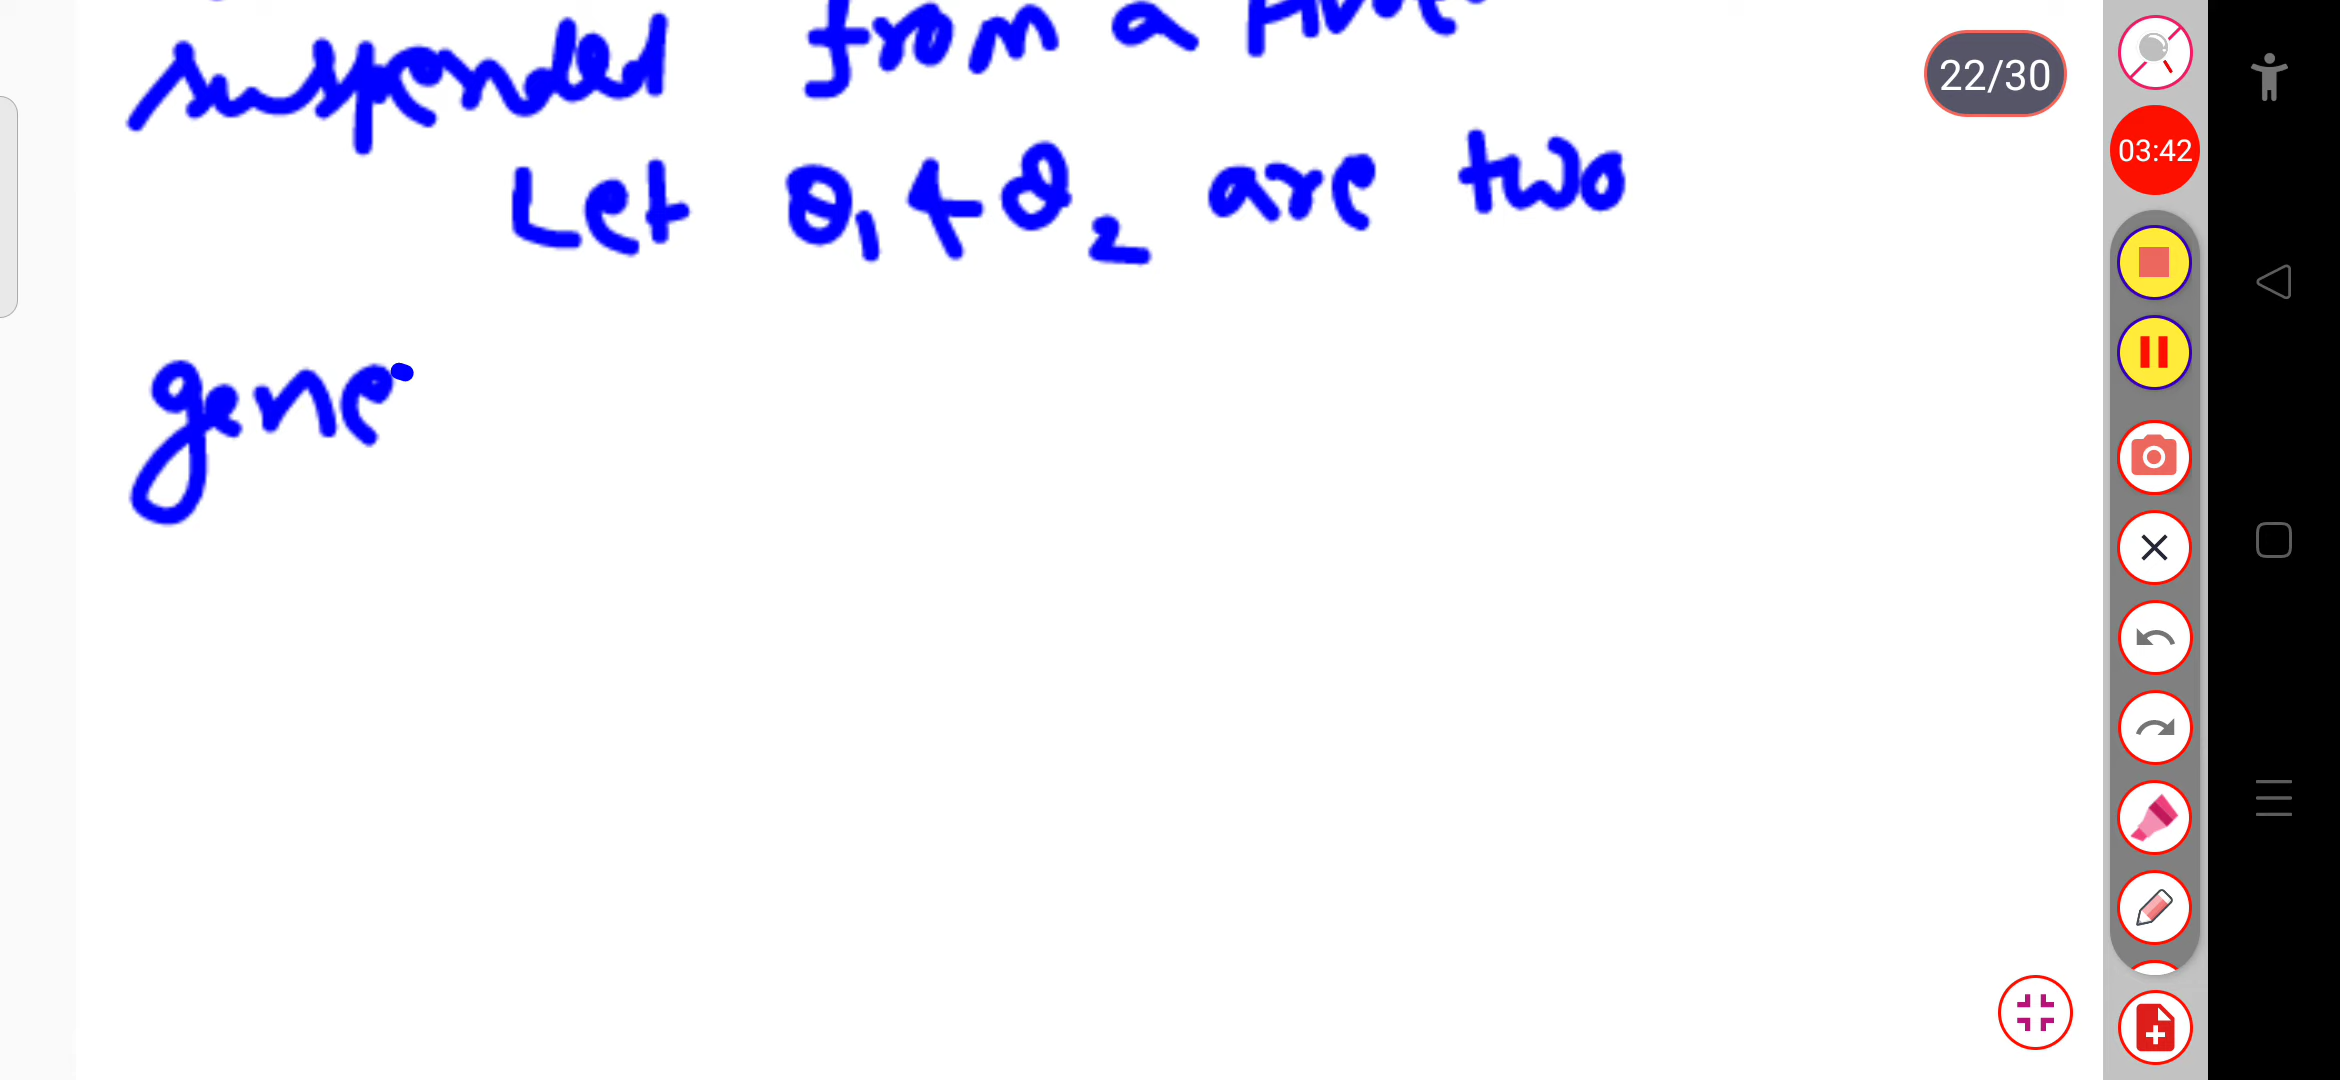 suspended from a
Let θ₁ & θ₂ are two
gene
22/30
03:42